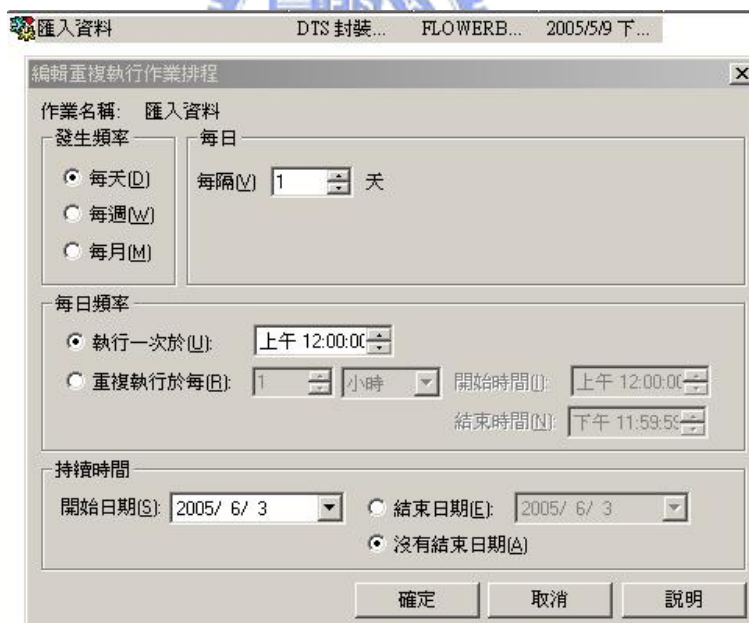 匯入資料 DTS 封裝... FLOWERB... 2005/5/9 下...
編輯重複執行作業排程
作業名稱: 匯入資料
發生頻率
每天(D)
每週(W)
每月(M)
每日
每隔(V) 1 天
每日頻率
執行一次於(U): 上午 12:00:00
重複執行於每(R): 1 小時 開始時間(I): 上午 12:00:00
結束時間(N): 下午 11:59:59
持續時間
開始日期(S): 2005/ 6/ 3 結束日期(E): 2005/ 6/ 3
沒有結束日期(A)
確定 取消 說明